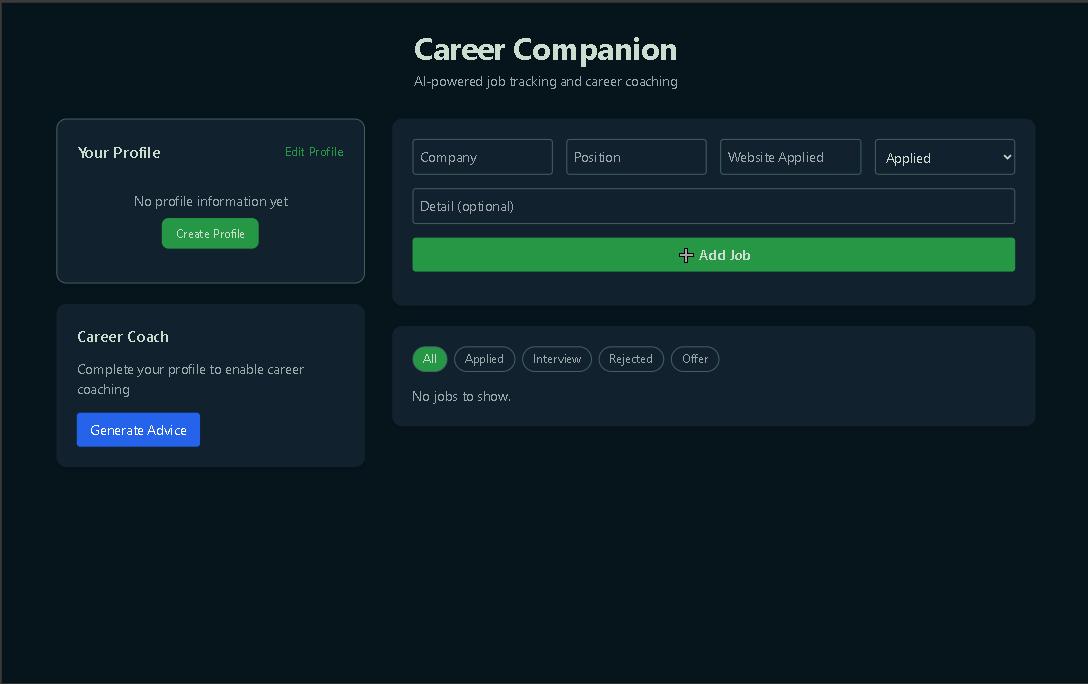 Career Companion
AI-powered job tracking and career coaching
Your Profile
Edit Profile
No profile information yet
Create Profile
Career Coach
Complete your profile to enable career
coaching
Generate Advice
Company
Position
Website Applied
Applied
Detail (optional)
➕ Add Job
All
Applied
Interview
Rejected
Offer
No jobs to show.